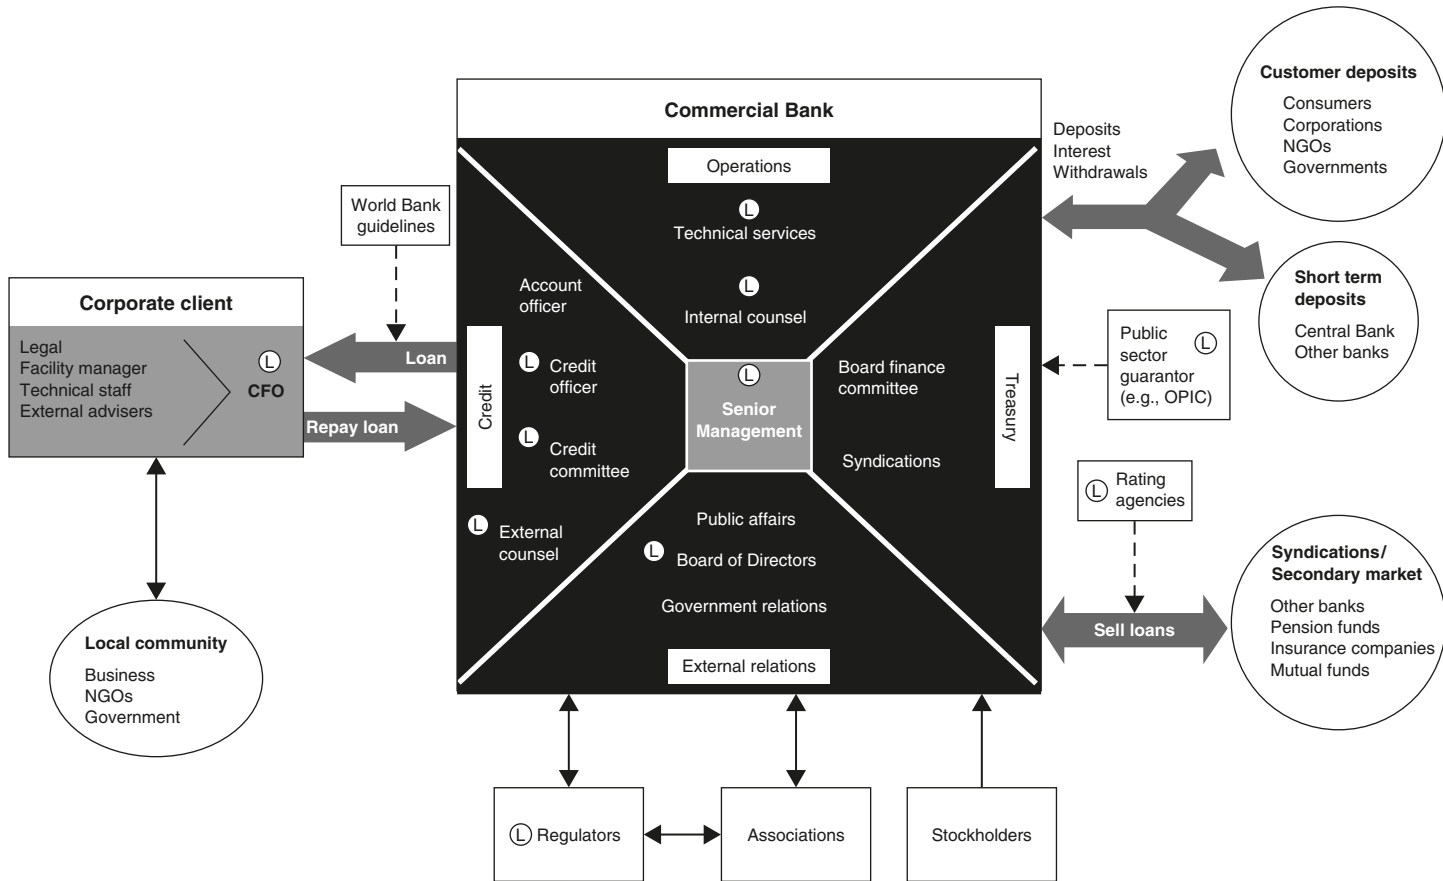 Commercial Bank
Operations
L
Technical services
L
Internal counsel
Account
officer
L
Credit
officer
L
Credit
committee
L
External
counsel
Credit
L
Senior
Management
Board finance
committee
Syndications
Treasury
Public affairs
L
Board of Directors
Government relations
External relations
World Bank
guidelines
Corporate client
Legal
Facility manager
Technical staff
External advisers
L
CFO
Loan
Repay loan
Local community
Business
NGOs
Government
Deposits
Interest
Withdrawals
Customer deposits
Consumers
Corporations
NGOs
Governments
Short term
deposits
Central Bank
Other banks
Public
sector
guarantor
(e.g., OPIC)
L
L
Rating
agencies
Sell loans
Syndications/
Secondary market
Other banks
Pension funds
Insurance companies
Mutual funds
L Regulators
Associations
Stockholders